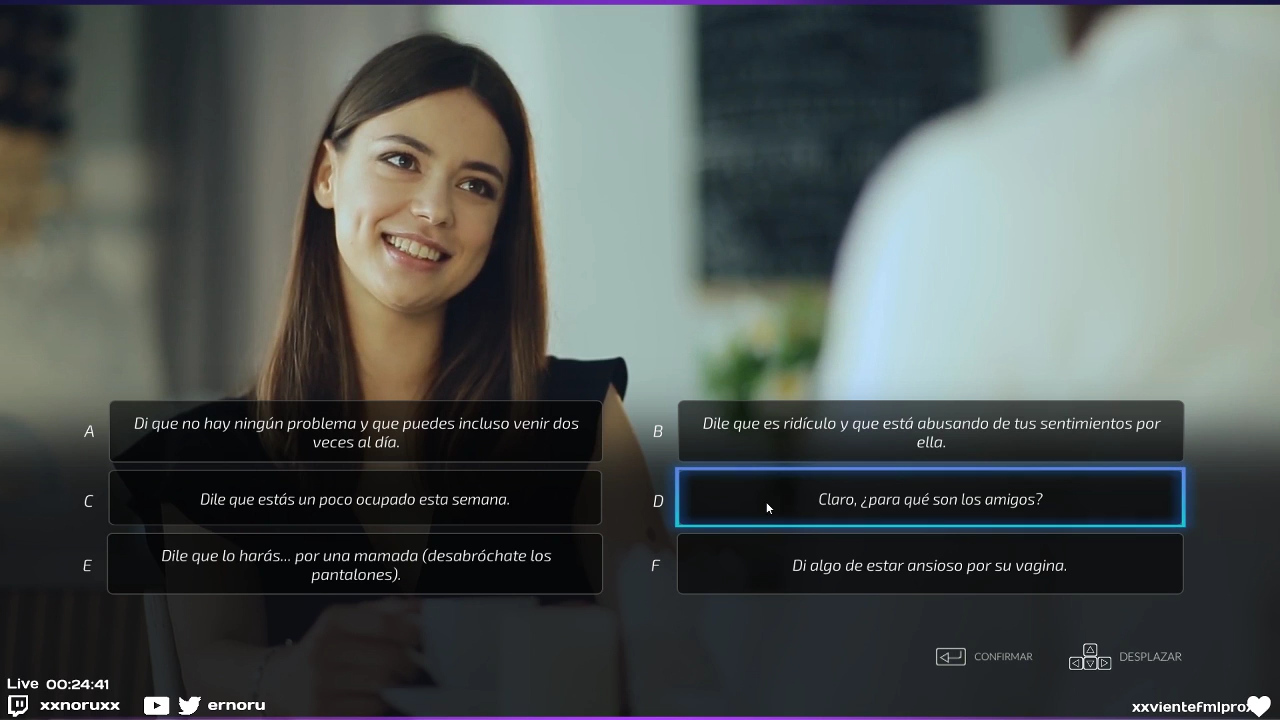 A
Di que no hay ningún problema y que puedes incluso venir dos
veces al día.
B
Dile que es ridículo y que está abusando de tus sentimientos por
ella.
C
Dile que estás un poco ocupado esta semana.
D
Claro, ¿para qué son los amigos?
E
Dile que lo harás... por una mamada (desabróchate los
pantalones).
F
Di algo de estar ansioso por su vagina.
CONFIRMAR
DESPLAZAR
Live 00:24:41
xxnoruxx
ernoru